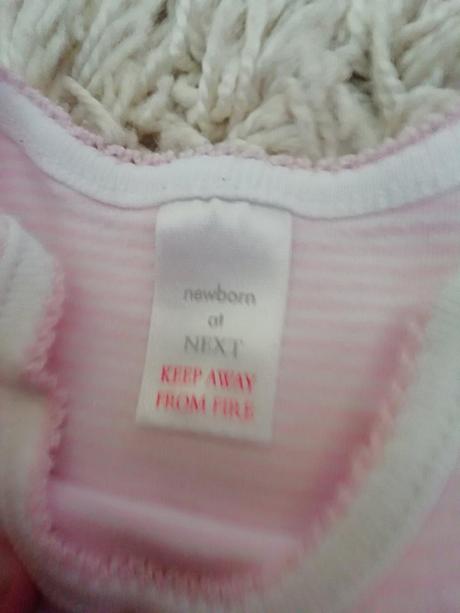 newborn
at
NEXT
KEEP AWAY
FROM FIRE